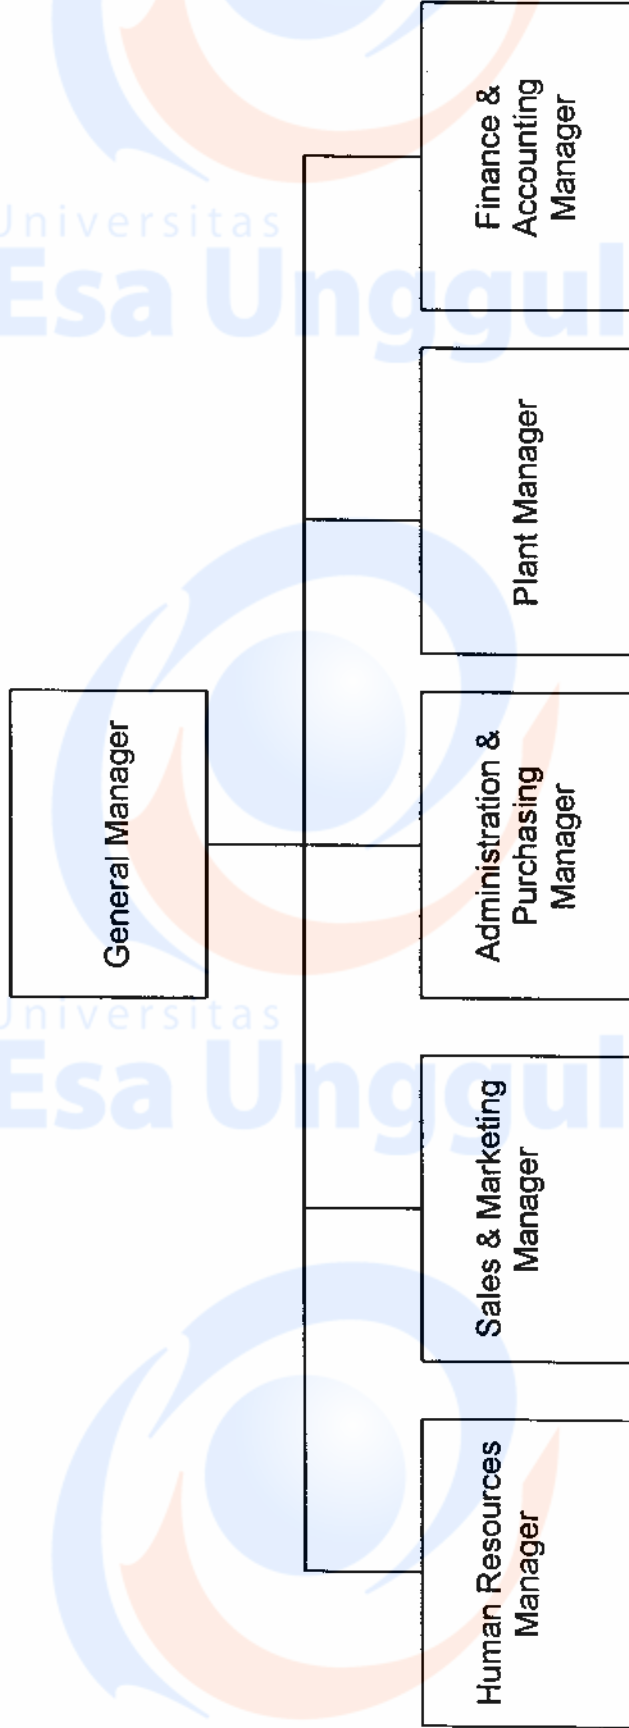 General Manager
Human Resources
Manager
Sales & Marketing
Manager
Administration &
Purchasing
Manager
Plant Manager
Finance &
Accounting
Manager
Universitas
Esa Unggul
Universitas
Esa Unggul